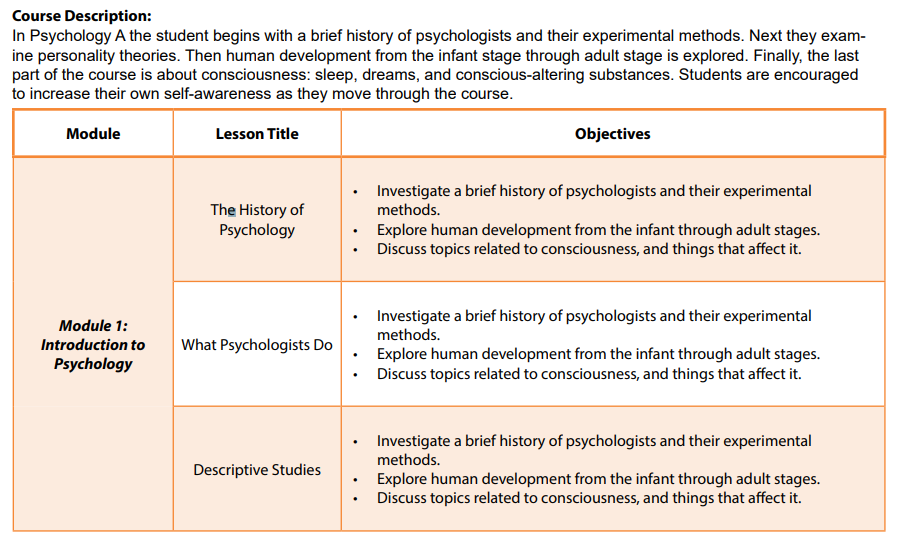 Course Description:
In Psychology A the student begins with a brief history of psychologists and their experimental methods. Next they exam-
ine personality theories. Then human development from the infant stage through adult stage is explored. Finally, the last
part of the course is about consciousness: sleep, dreams, and conscious-altering substances. Students are encouraged
to increase their own self-awareness as they move through the course.
Module
Lesson Title
Objectives
Module 1:
Introduction to
Psychology
The History of
Psychology
• Investigate a brief history of psychologists and their experimental
methods.
• Explore human development from the infant through adult stages.
• Discuss topics related to consciousness, and things that affect it.
What Psychologists Do
• Investigate a brief history of psychologists and their experimental
methods.
• Explore human development from the infant through adult stages.
• Discuss topics related to consciousness, and things that affect it.
Descriptive Studies
• Investigate a brief history of psychologists and their experimental
methods.
• Explore human development from the infant through adult stages.
• Discuss topics related to consciousness, and things that affect it.